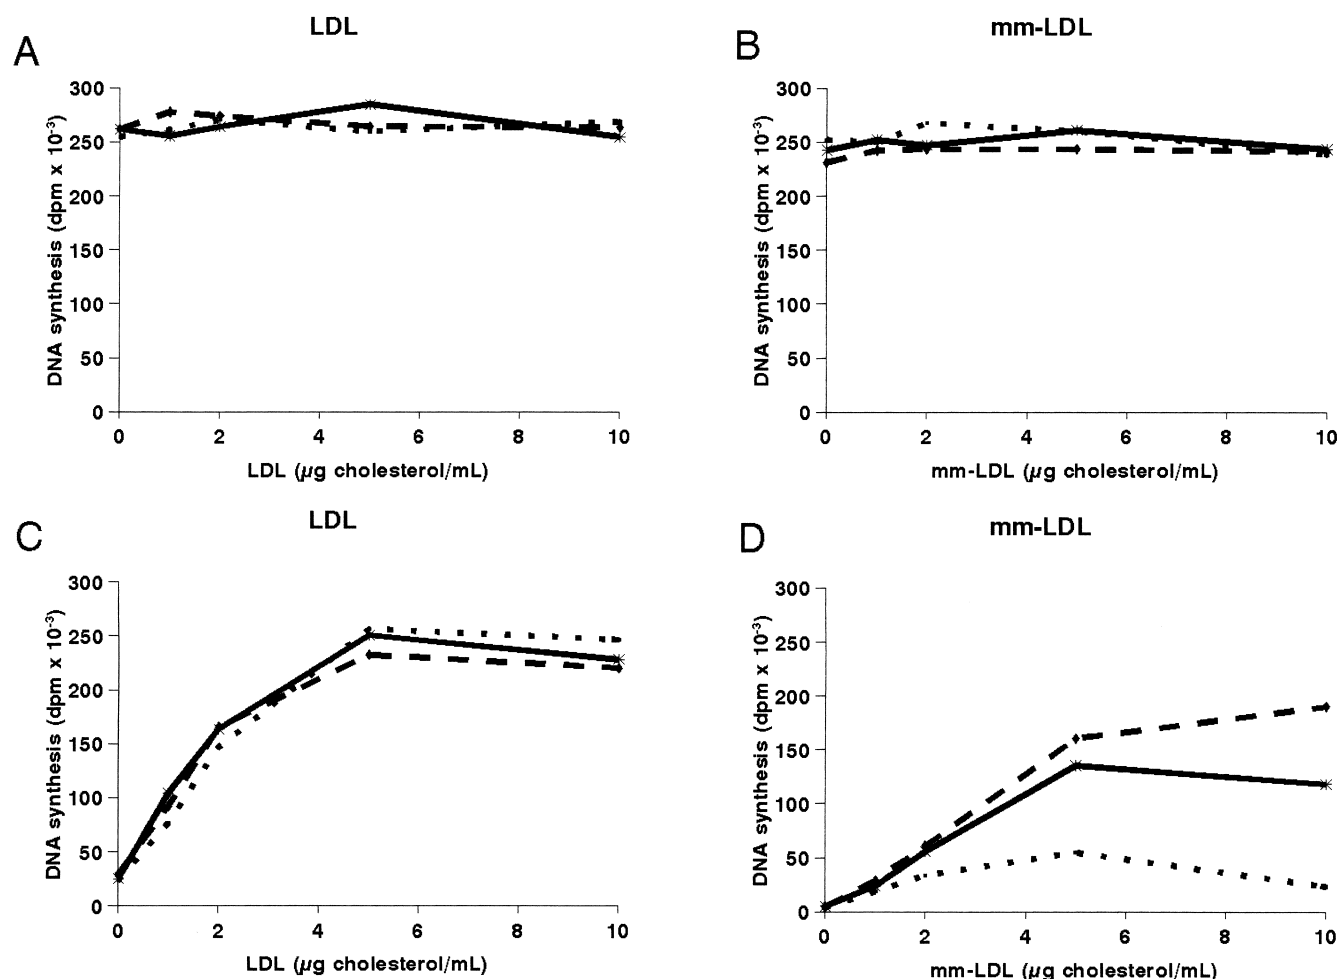 A
LDL
DNA synthesis (dpm x 10⁻³)
300
250
200
150
100
50
0
0 2 4 6 8 10
LDL (µg cholesterol/mL)
B
mm-LDL
DNA synthesis (dpm x 10⁻³)
300
250
200
150
100
50
0
0 2 4 6 8 10
mm-LDL (µg cholesterol/mL)
C
LDL
DNA synthesis (dpm x 10⁻³)
300
250
200
150
100
50
0
0 2 4 6 8 10
LDL (µg cholesterol/mL)
D
mm-LDL
DNA synthesis (dpm x 10⁻³)
300
250
200
150
100
50
0
0 2 4 6 8 10
mm-LDL (µg cholesterol/mL)